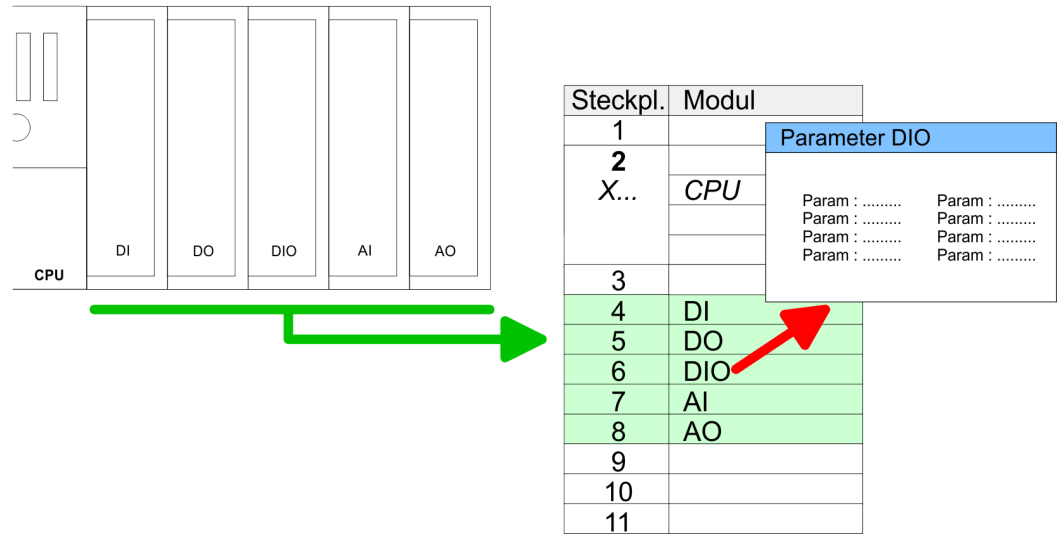 CPU
DI
DO
DIO
AI
AO
Steckpl. Modul
1
2
X... CPU
3
4 DI
5 DO
6 DIO
7 AI
8 AO
9
10
11
Parameter DIO
Param : ......... Param : .........
Param : ......... Param : .........
Param : ......... Param : .........
Param : ......... Param : .........